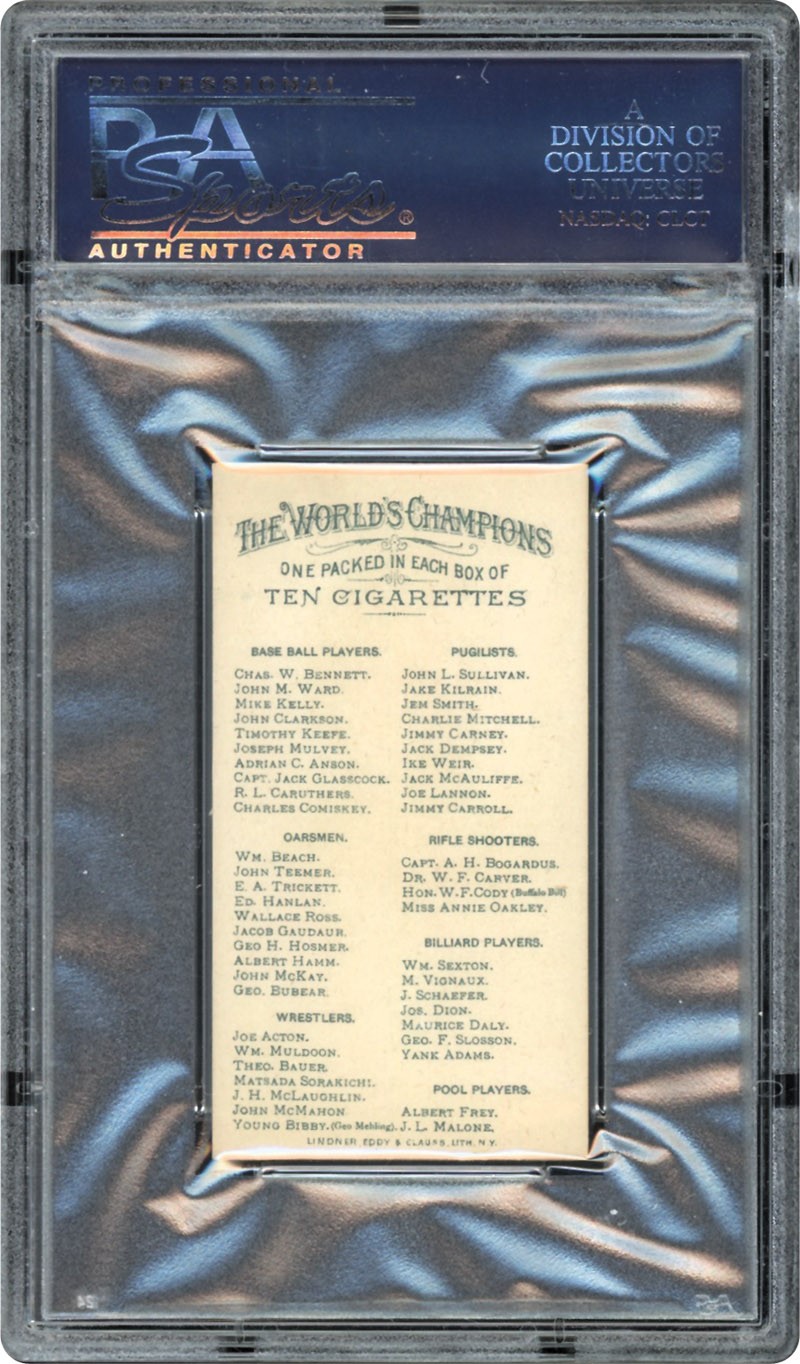 PROFESSIONAL
PSA
Sports®
AUTHENTICATOR
A
DIVISION OF
COLLECTORS
UNIVERSE
NASDAQ: CLCT
THE WORLD'S CHAMPIONS
ONE PACKED IN EACH BOX OF
TEN CIGARETTES
BASE BALL PLAYERS.
CHAS. W. BENNETT.
JOHN M. WARD.
MIKE KELLY.
JOHN CLARKSON.
TIMOTHY KEEFE.
JOSEPH MULVEY.
ADRIAN C. ANSON.
CAPT. JACK GLASSCOCK.
R. L. CARUTHERS.
CHARLES COMISKEY.
OARSMEN.
WM. BEACH.
JOHN TEEMER.
E. A. TRICKETT.
ED. HANLAN.
WALLACE ROSS.
JACOB GAUDAUR.
GEO H. HOSMER.
ALBERT HAMM.
JOHN McKAY.
GEO. BUBEAR.
WRESTLERS.
JOE ACTON.
WM. MULDOON.
THEO. BAUER
MATSADA SORAKICHI.
J. H. McLAUGHLIN.
JOHN McMAHON
YOUNG BIBBY. (Geo Mehling).
PUGILISTS.
JOHN L. SULLIVAN.
JAKE KILRAIN.
JEM SMITH.
CHARLIE MITCHELL.
JIMMY CARNEY.
JACK DEMPSEY.
IKE WEIR.
JACK McAULIFFE.
JOE LANNON.
JIMMY CARROLL.
RIFLE SHOOTERS.
CAPT. A. H. BOGARDUS.
DR. W. F. CARVER.
HON. W. F. CODY (Buffalo Bill)
MISS ANNIE OAKLEY.
BILLIARD PLAYERS.
WM. SEXTON.
M. VIGNAUX.
J. SCHAEFER.
JOS. DION.
MAURICE DALY.
GEO. F. SLOSSON.
YANK ADAMS.
POOL PLAYERS.
ALBERT FREY.
J. L. MALONE.
LINDNER, EDDY & CLAUSS, LITH. N.Y.